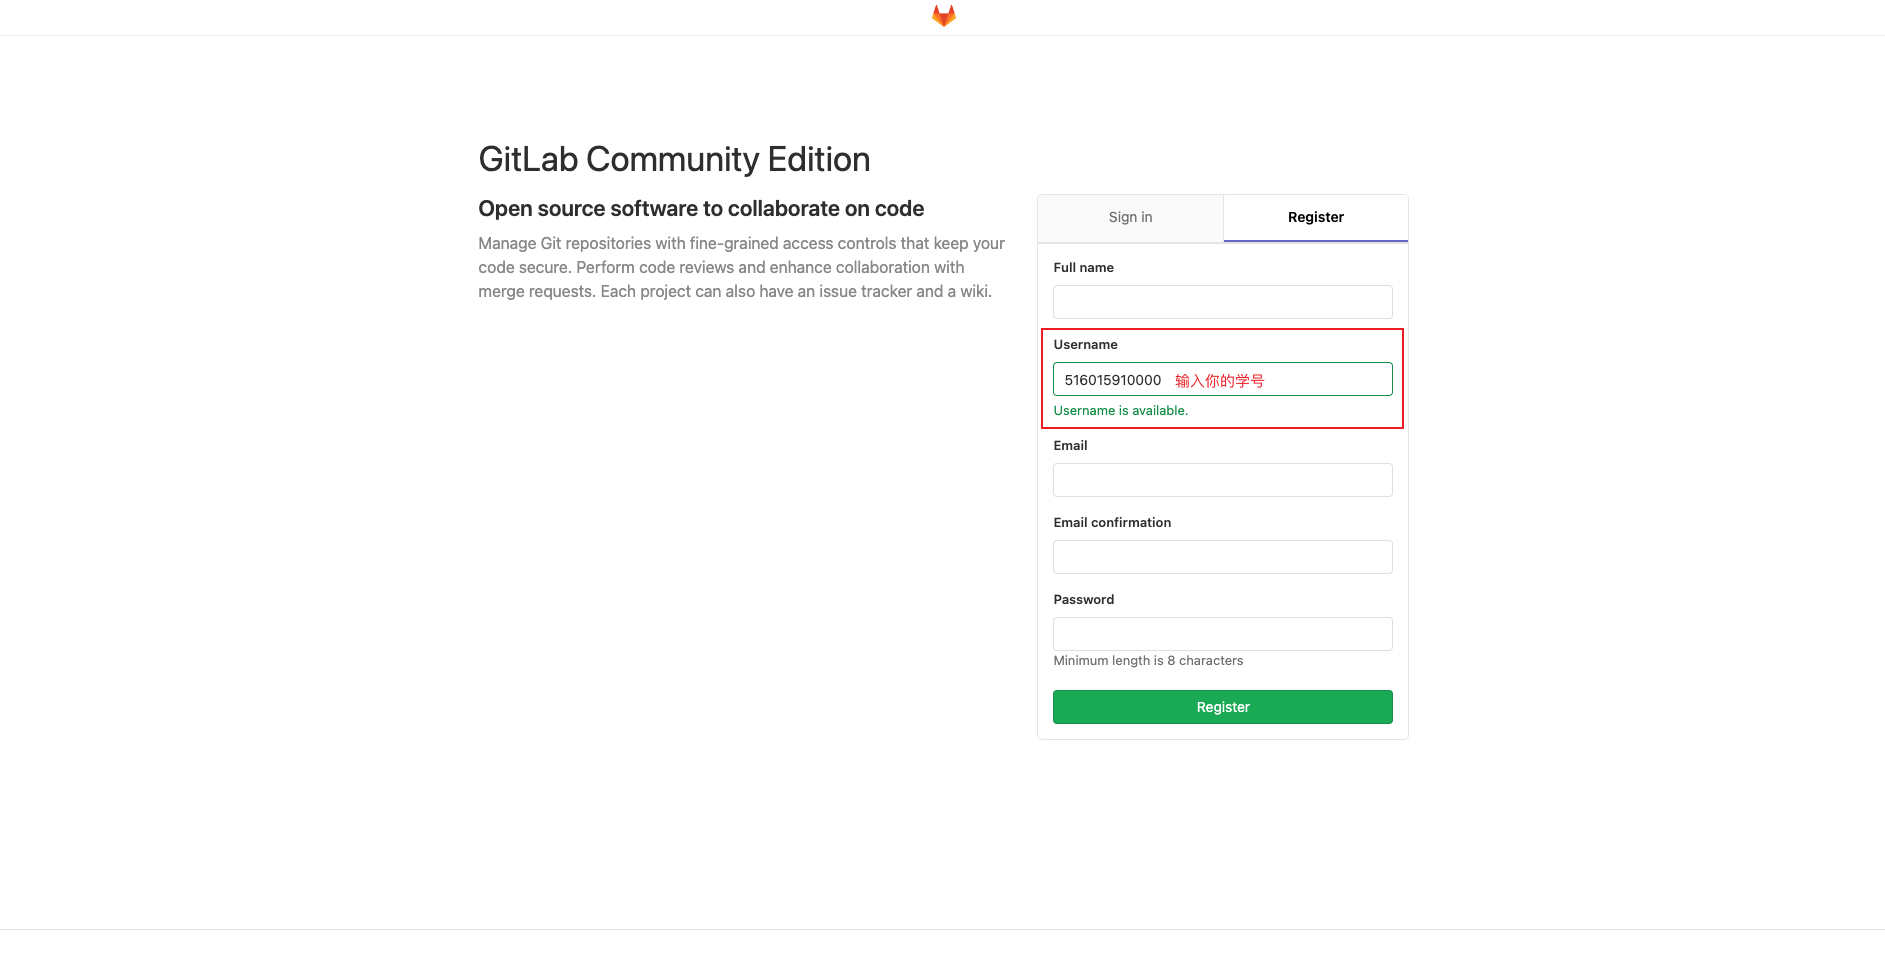 GitLab Community Edition
Open source software to collaborate on code
Manage Git repositories with fine-grained access controls that keep your
code secure. Perform code reviews and enhance collaboration with
merge requests. Each project can also have an issue tracker and a wiki.
Sign in
Register
Full name
Username
516015910000 输入你的学号
Username is available.
Email
Email confirmation
Password
Minimum length is 8 characters
Register